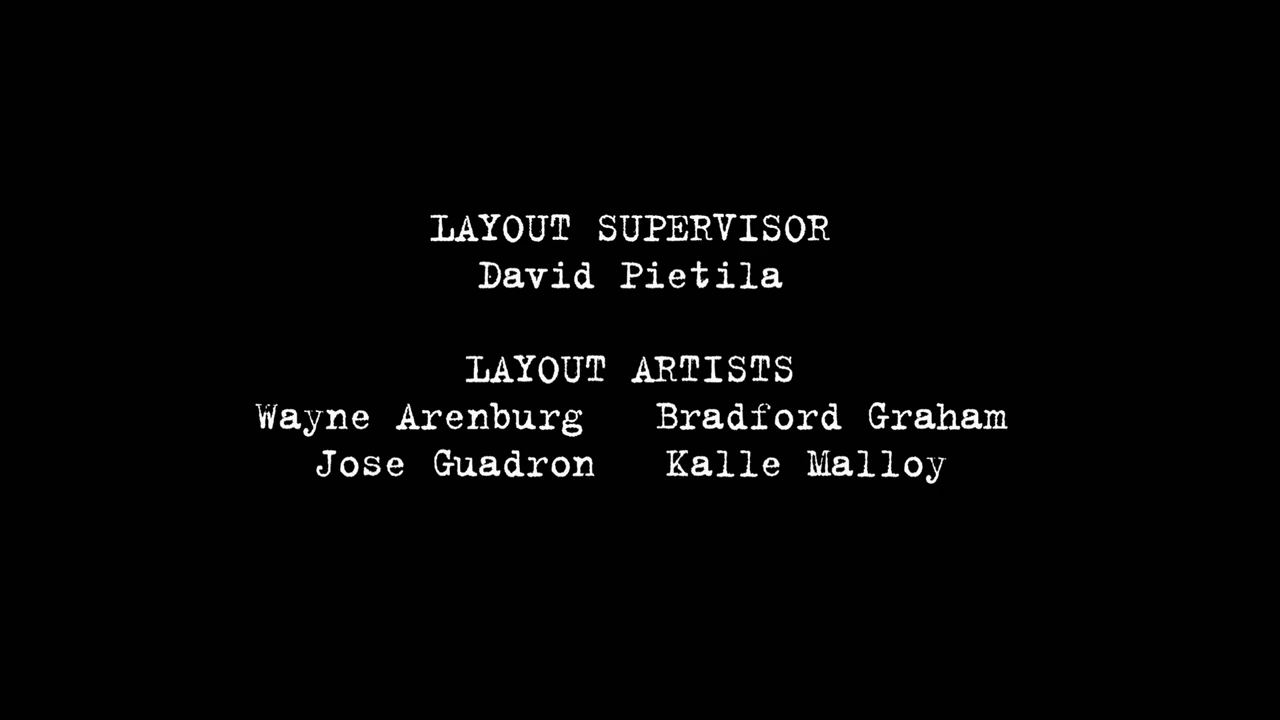 LAYOUT SUPERVISOR
David Pietila
LAYOUT ARTISTS
Wayne Arenburg Bradford Graham
Jose Guadron Kalle Malloy